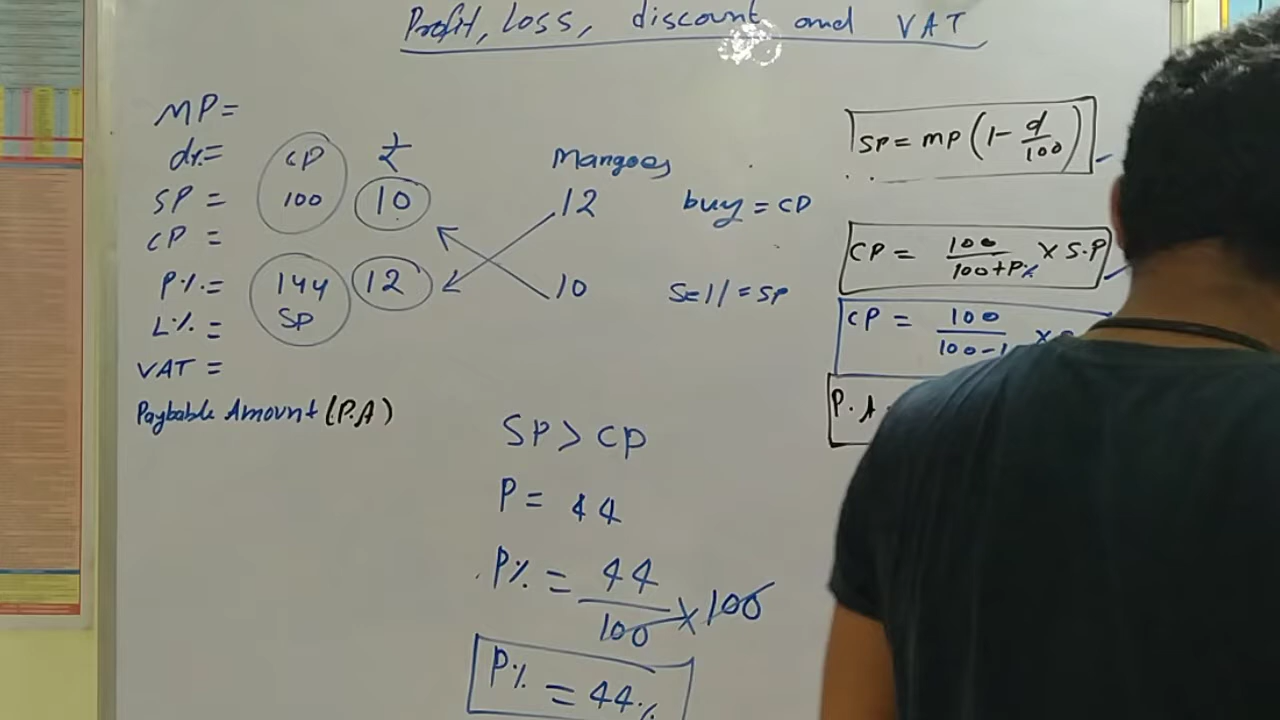 Profit, Loss, discount and VAT
MP=
d%=
SP =
CP =
P%=
L%=
VAT =
Paybable Amount (P.A)
CP ₹ Mangoes
100 10 12 buy = CP
144 12 10 Sell = SP
SP
SP > CP
P = 44
P% = 44/100 × 100
P% = 44%
SP = MP (1 - d/100)
CP = 100/100+P% × S.P
CP = 100
P.A